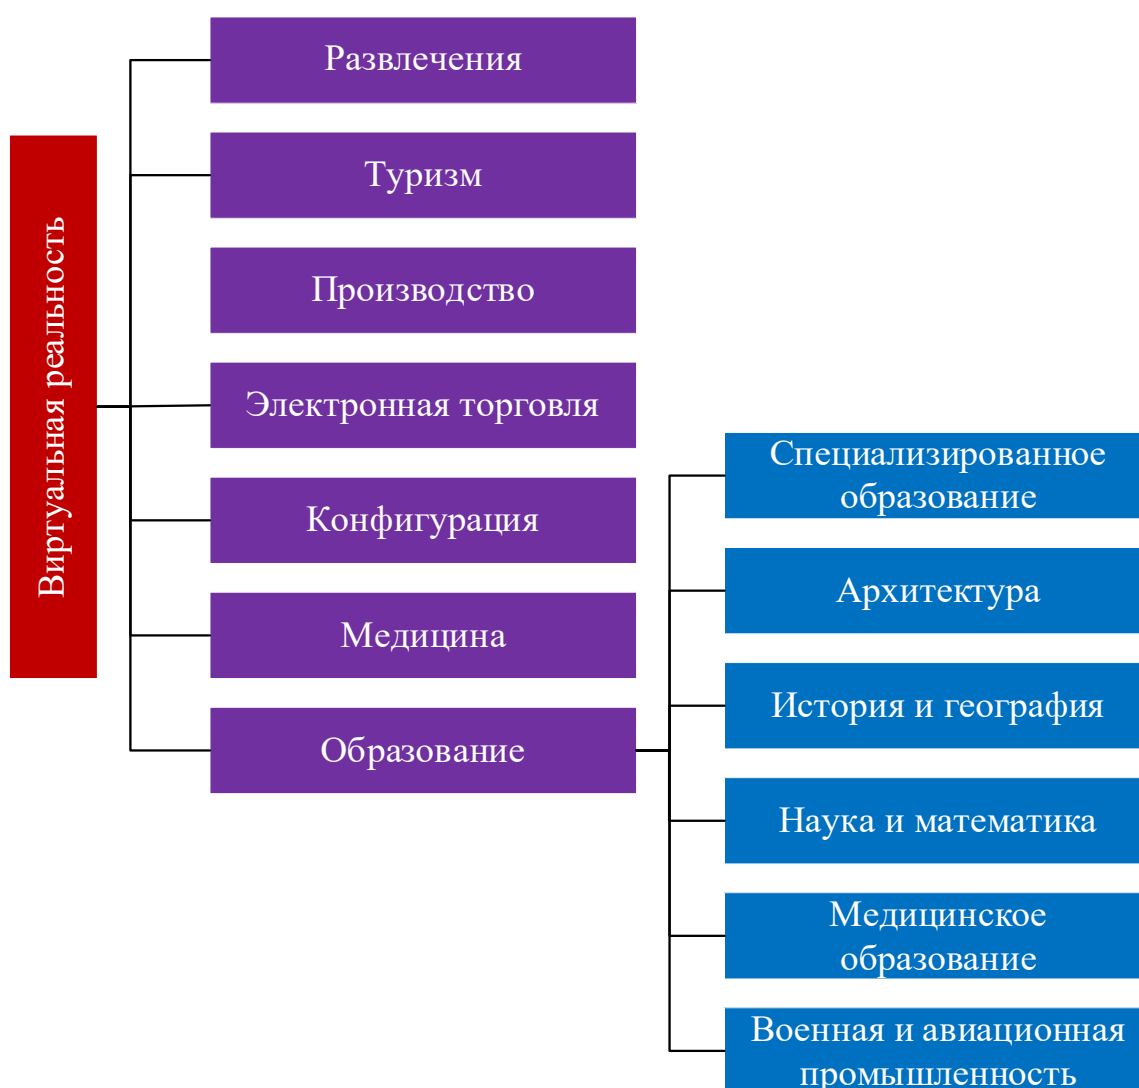 Виртуальная реальность
Развлечения
Туризм
Производство
Электронная торговля
Конфигурация
Медицина
Образование
Специализированное
образование
Архитектура
История и география
Наука и математика
Медицинское
образование
Военная и авиационная
промышленность